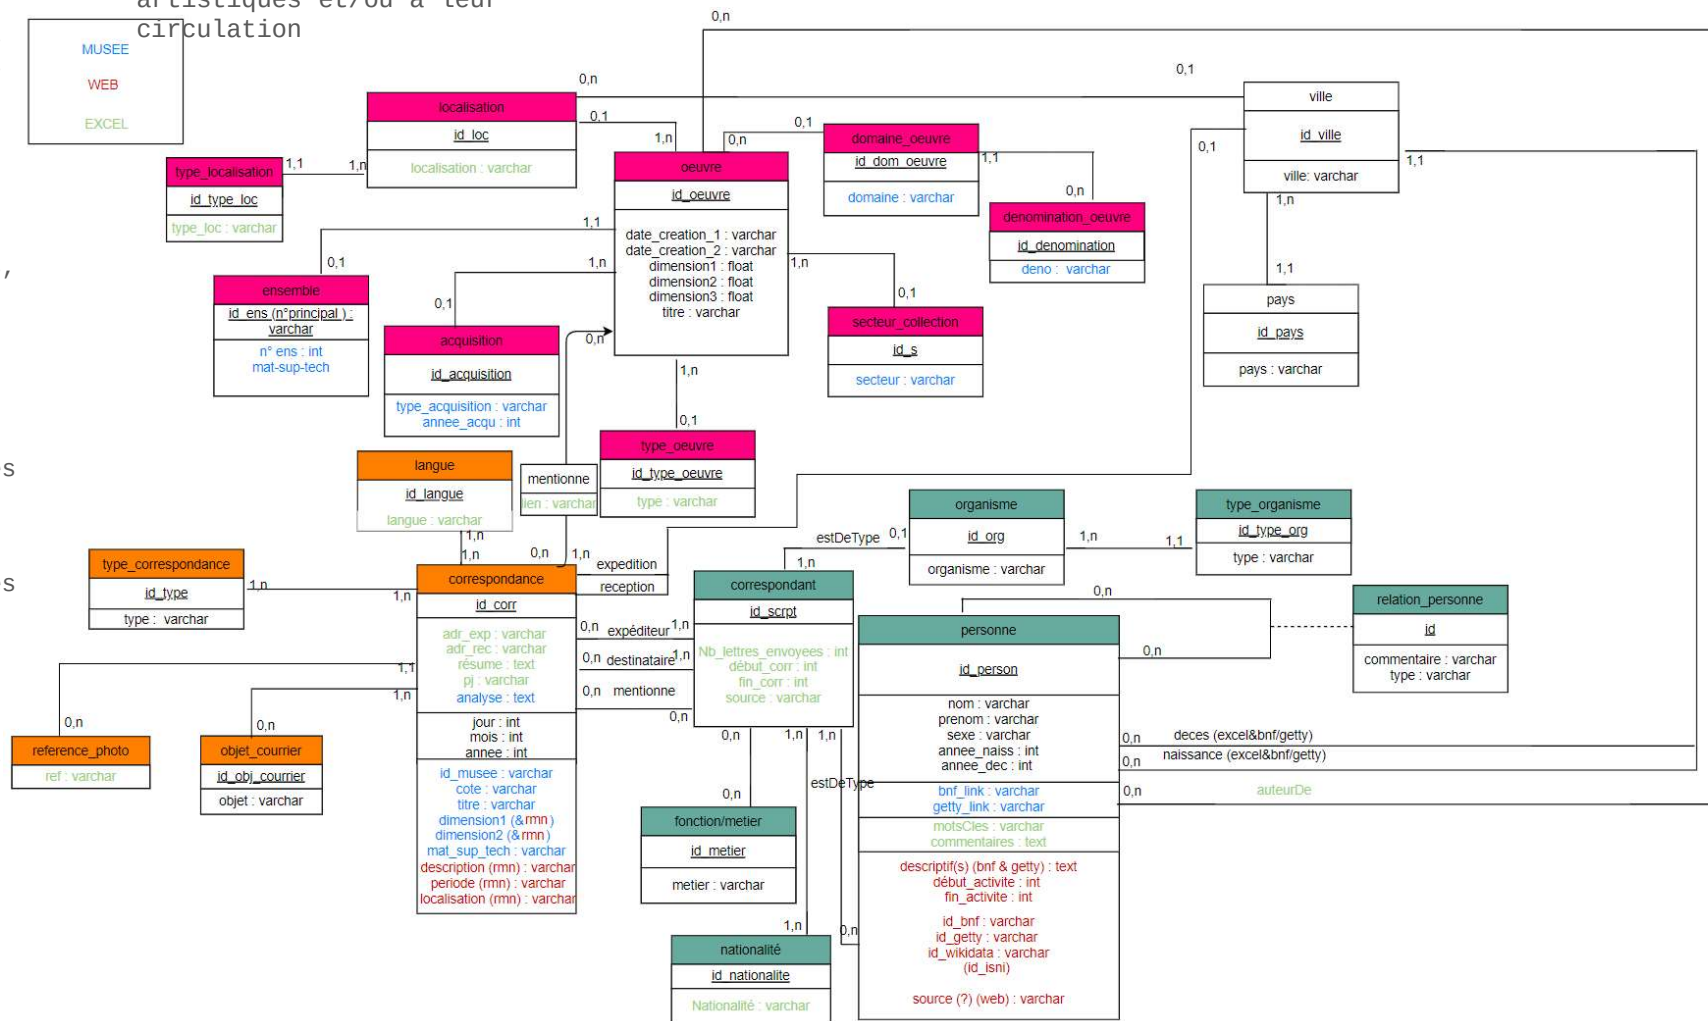 artistiques et/ou à leur
circulation
,
es
es
MUSEE
WEB
EXCEL
0,n
0,n
0,1
localisation
id_loc
localisation : varchar
0,1
1,n
type_localisation
id_type_loc
type_loc : varchar
1,1
1,n
oeuvre
id_oeuvre
date_creation_1 : varchar
date_creation_2 : varchar
dimension1 : float
dimension2 : float
dimension3 : float
titre : varchar
0,n
0,1
domaine_oeuvre
id_dom_oeuvre
domaine : varchar
1,1
0,n
denomination_oeuvre
id_denomination
deno : varchar
ville
id_ville
ville: varchar
0,1
1,1
1,n
1,1
pays
id_pays
pays : varchar
1,1
0,1
ensemble
id_ens (n°principal ) :
varchar
n° ens : int
mat-sup-tech
1,n
0,1
acquisition
id_acquisition
type_acquisition : varchar
annee_acqu : int
0,n
1,n
0,1
secteur_collection
id_s
secteur : varchar
1,n
0,1
type_oeuvre
id_type_oeuvre
type : varchar
langue
id_langue
langue : varchar
1,n
1,n
mentionne
lien : varchar
0,n
1,n
expedition
reception
type_correspondance
id_type
type : varchar
1,n
1,n
correspondance
id_corr
adr_exp : varchar
adr_rec : varchar
résume : text
pj : varchar
analyse : text
jour : int
mois : int
annee : int
id_musee : varchar
cote : varchar
titre : varchar
dimension1 (&rmn)
dimension2 (&rmn)
mat_sup_tech : varchar
description (rmn) : varchar
periode (rmn) : varchar
localisation (rmn) : varchar
1,1
0,n
reference_photo
ref : varchar
1,n
0,n
objet_courrier
id_obj_courrier
objet : varchar
0,n expéditeur 1,n
0,n destinataire 1,n
0,n mentionne
0,n
correspondant
id_scrpt
Nb_lettres_envoyees : int
début_corr : int
fin_corr : int
source : varchar
estDeType
0,1
1,n
organisme
id_org
organisme : varchar
1,n
1,1
type_organisme
id_type_org
type : varchar
0,n
0,n
relation_personne
id
commentaire : varchar
type : varchar
personne
id_person
nom : varchar
prenom : varchar
sexe : varchar
annee_naiss : int
annee_dec : int
bnf_link : varchar
getty_link : varchar
motsCles : varchar
commentaires : text
descriptif(s) (bnf & getty) : text
début_activite : int
fin_activite : int
id_bnf : varchar
id_getty : varchar
id_wikidata : varchar
(id_isni)
source (?) (web) : varchar
0,n deces (excel&bnf/getty)
naissance (excel&bnf/getty)
0,n
0,n auteurDe
0,n
1,n
1,n
estDeType
0,n
fonction/metier
id_metier
metier : varchar
1,n
0,n
nationalité
id_nationalite
Nationalité : varchar